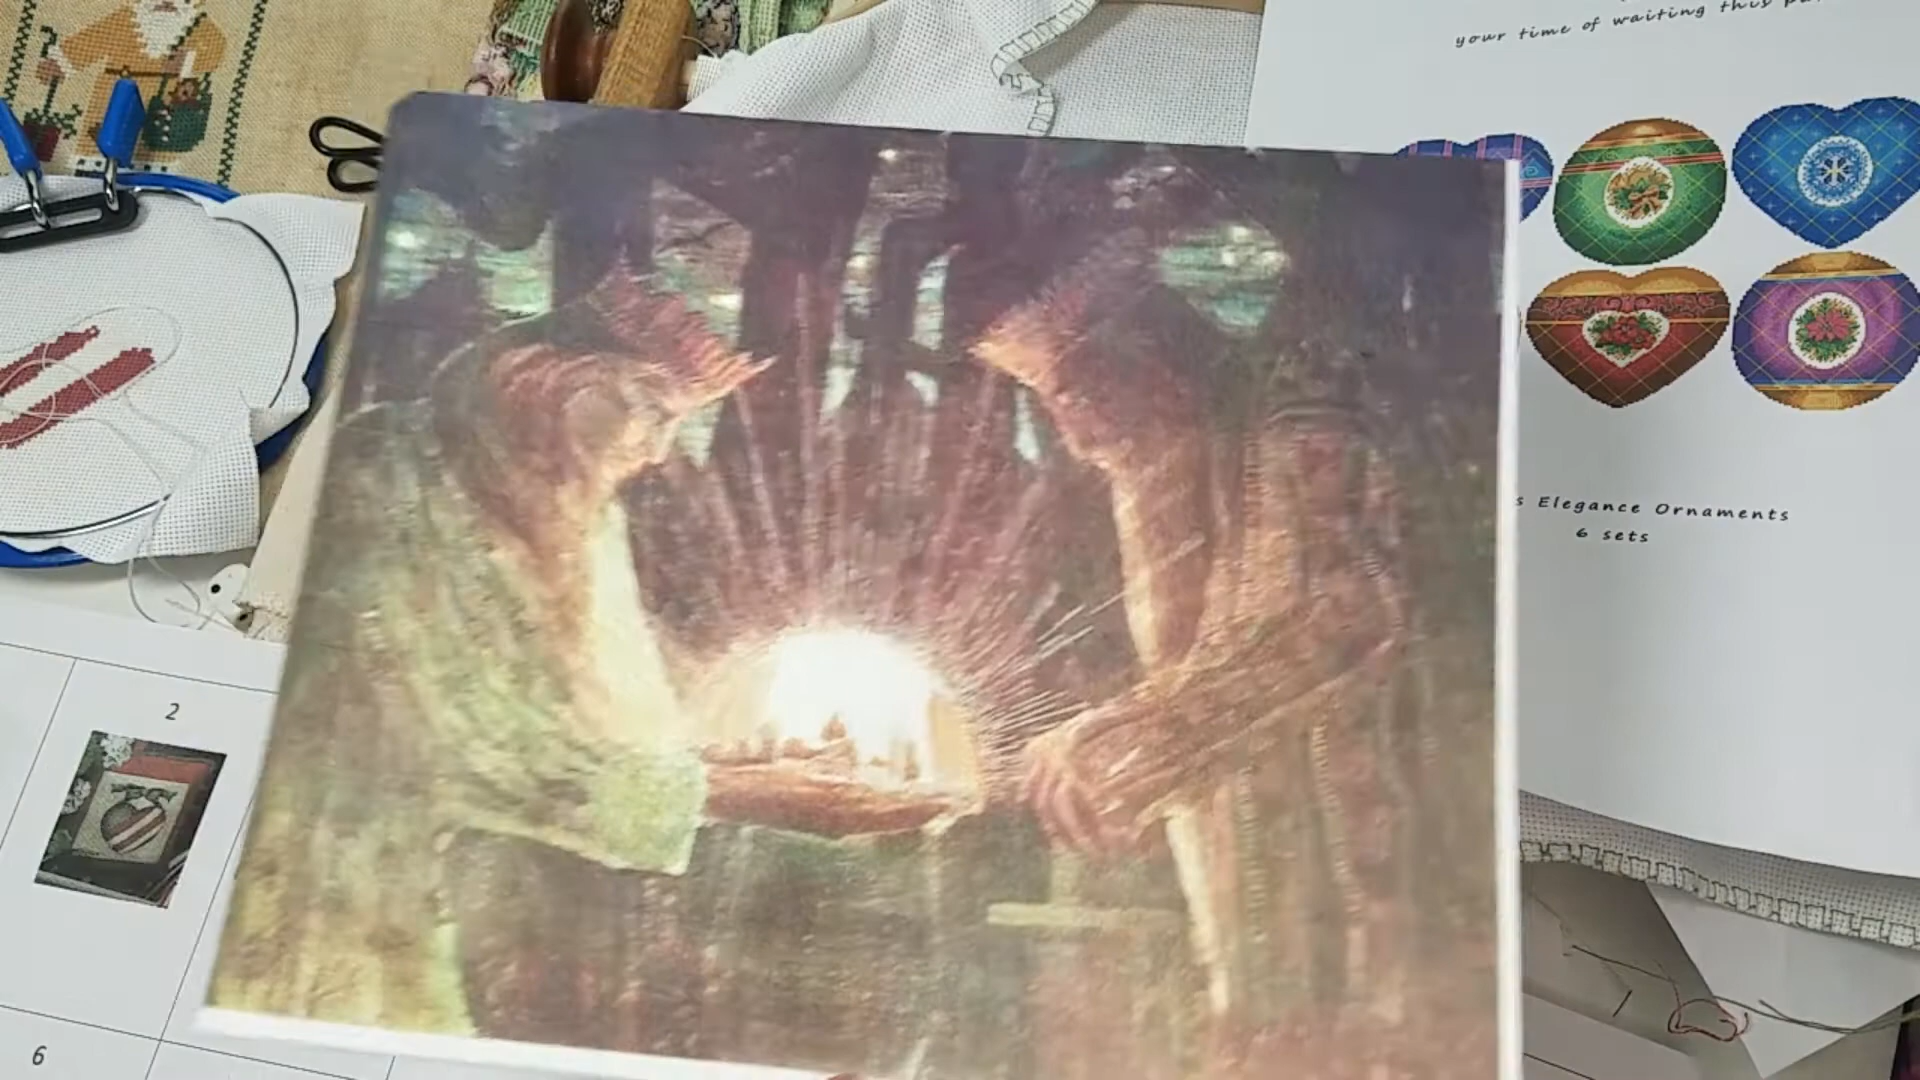 your time of waiting this
s Elegance Ornaments
6 sets
2
6